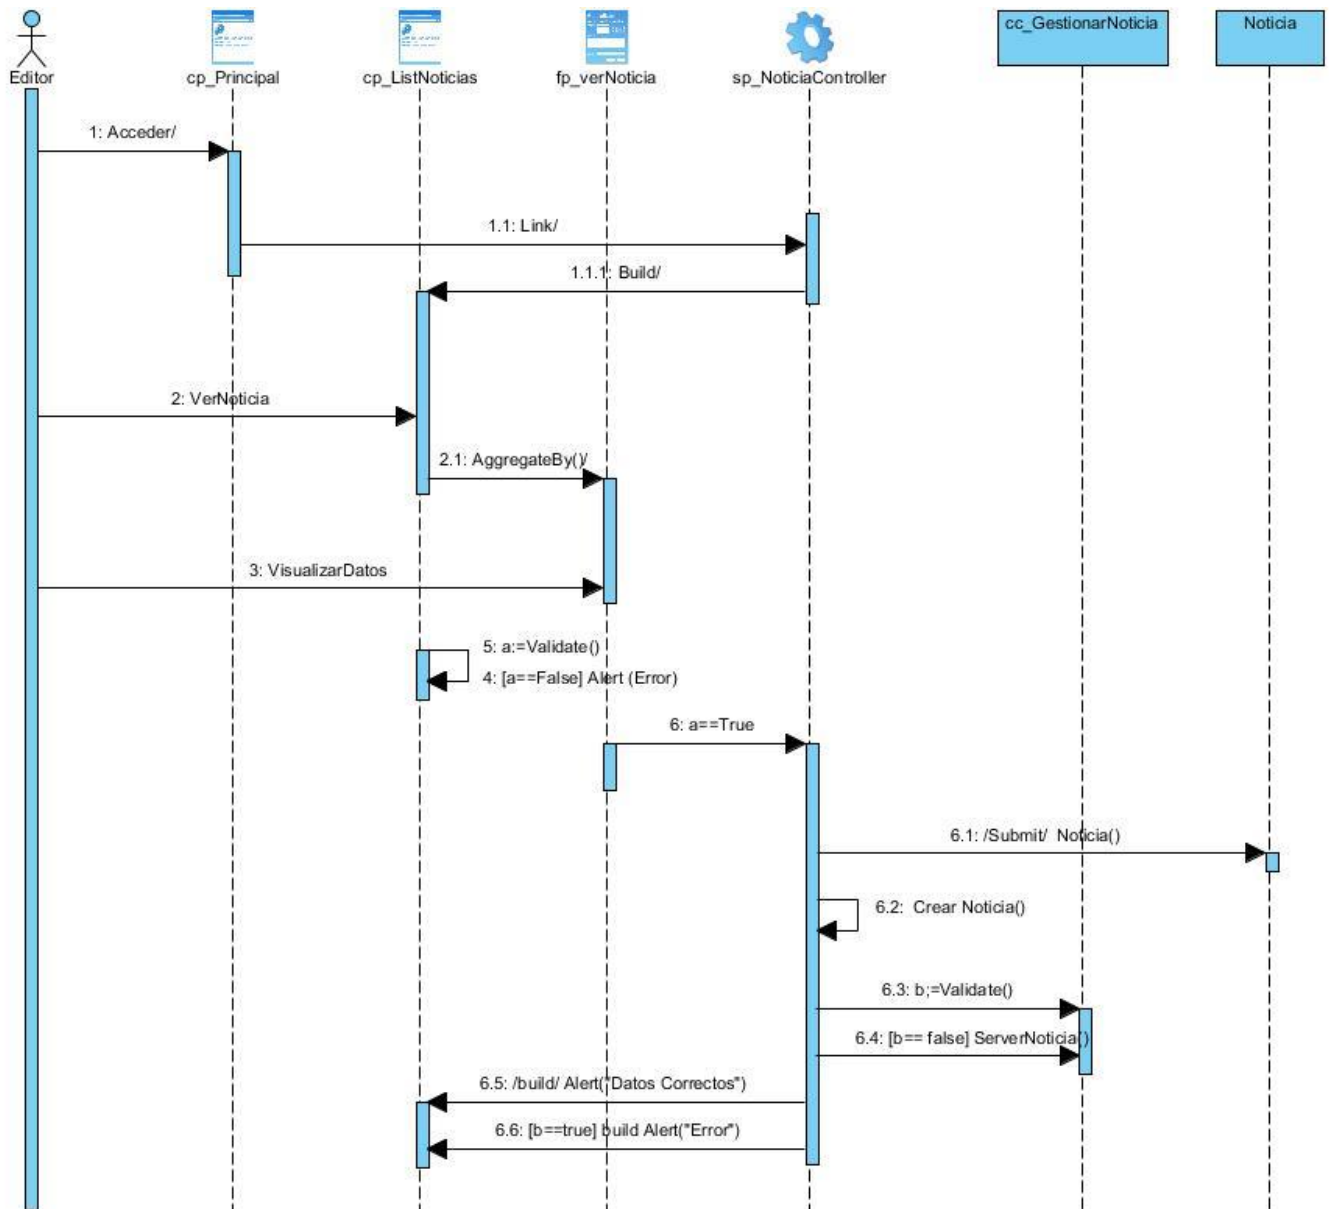 cc_GestionarNoticia
Noticia
Editor
cp_Principal
cp_ListNoticias
fp_verNoticia
sp_NoticiaController
1: Acceder/
1.1: Link/
1.1.1: Build/
2: VerNoticia
2.1: AggregateBy()/
3: VisualizarDatos
5: a:=Validate()
4: [a==False] Alert (Error)
6: a==True
6.1: /Submit/ Noticia()
6.2: Crear Noticia()
6.3: b;=Validate()
6.4: [b== false] ServerNoticia()
6.5: /build/ Alert("Datos Correctos")
6.6: [b==true] build Alert("Error")